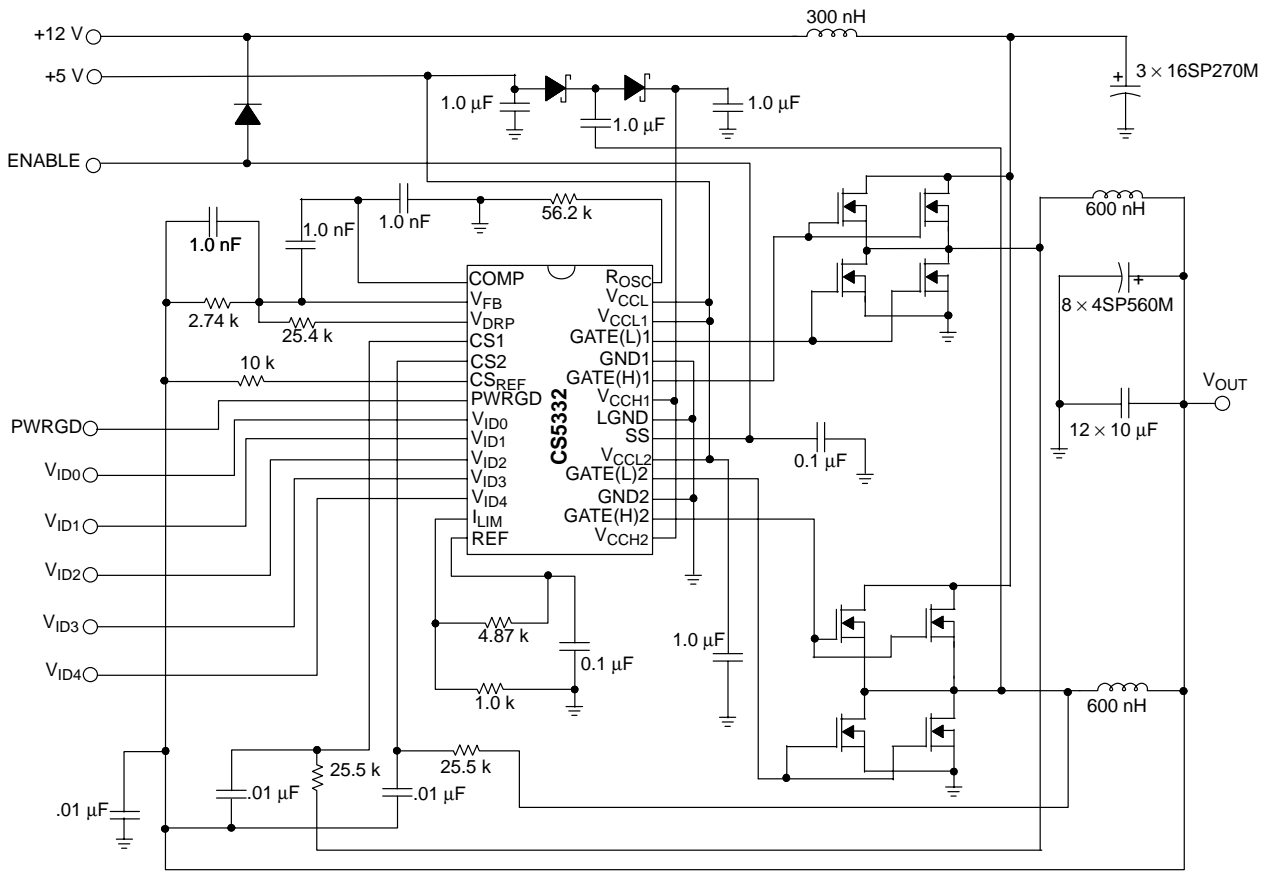 300 nH
+12 V
3 × 16SP270M
+
+5 V
1.0 μF
1.0 μF
1.0 μF
ENABLE
1.0 nF
56.2 k
1.0 nF
1.0 nF
600 nH
+
8 × 4SP560M
2.74 k
25.4 k
10 k
COMP
VFB
VDRP
CS1
CS2
CSREF
PWRGD
VID0
VID1
VID2
VID3
VID4
ILIM
REF
CS5332
ROSC
VCCL
VCCL1
GATE(L)1
GND1
GATE(H)1
VCCH1
LGND
SS
VCCL2
GATE(L)2
GND2
GATE(H)2
VCCH2
VOUT
12 × 10 μF
0.1 μF
PWRGD
VID0
VID1
VID2
VID3
VID4
4.87 k
0.1 μF
1.0 k
1.0 μF
600 nH
25.5 k
25.5 k
.01 μF
.01 μF
.01 μF